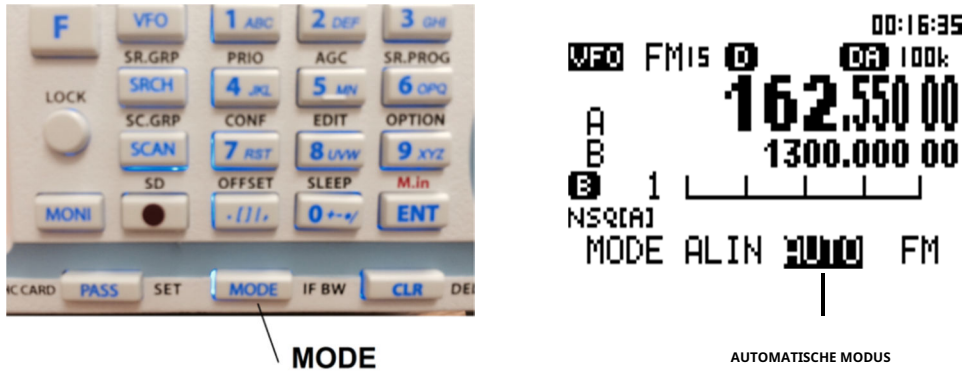 F VFO 1 ABC 2 DEF 3 GHI
SR.GRP PRIO AGC SR.PROG
SRCH 4 JKL 5 MN 6 OPQ
LOCK
SC.GRP CONF EDIT OPTION
SCAN 7 RST 8 UVW 9 XYZ
SD OFFSET SLEEP M.in
MONI . [ ] I , 0 +-*/ ENT
C CARD PASS SET MODE IF BW CLR DEL
MODE
00:16:35
VFO FM15 D DA 100k
162.550 00
A
B 1300.000 00
B 1
NSQ[A]
MODE ALIN AUTO FM
AUTOMATISCHE MODUS